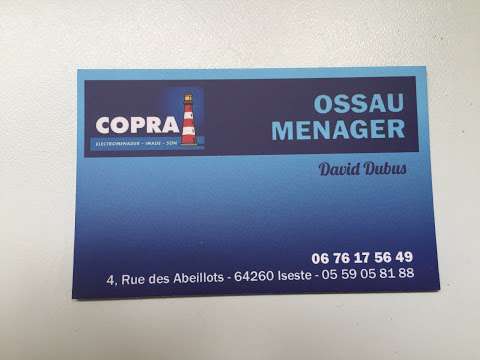 COPRA
ELECTROMENAGER - IMAGE - SON
OSSAU
MENAGER
David Dubus
06 76 17 56 49
4, Rue des Abeillots - 64260 Iseste - 05 59 05 81 88